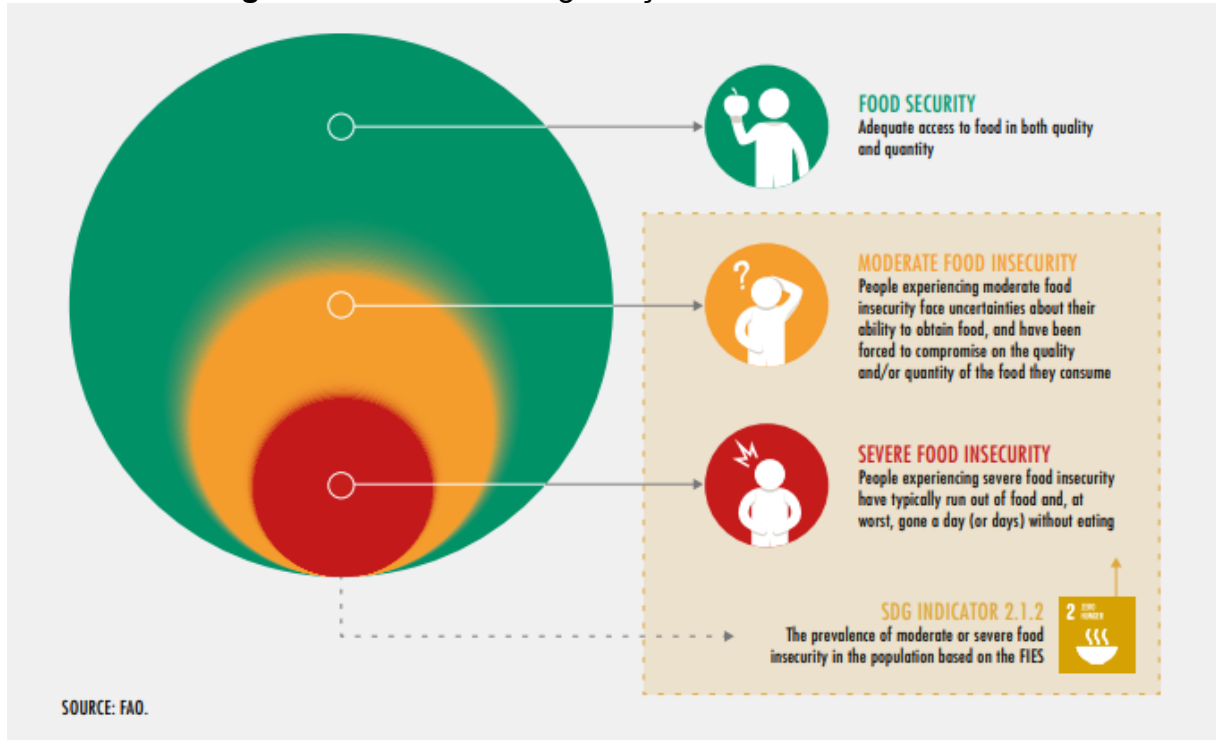 FOOD SECURITY
Adequate access to food in both quality
and quantity
?
MODERATE FOOD INSECURITY
People experiencing moderate food
insecurity face uncertainties about their
ability to obtain food, and have been
forced to compromise on the quality
and/or quantity of the food they consume
SEVERE FOOD INSECURITY
People experiencing severe food insecurity
have typically run out of food and, at
worst, gone a day (or days) without eating
SDG INDICATOR 2.1.2
The prevalence of moderate or severe food
insecurity in the population based on the FIES
2 ZERO
HUNGER
SOURCE: FAO.